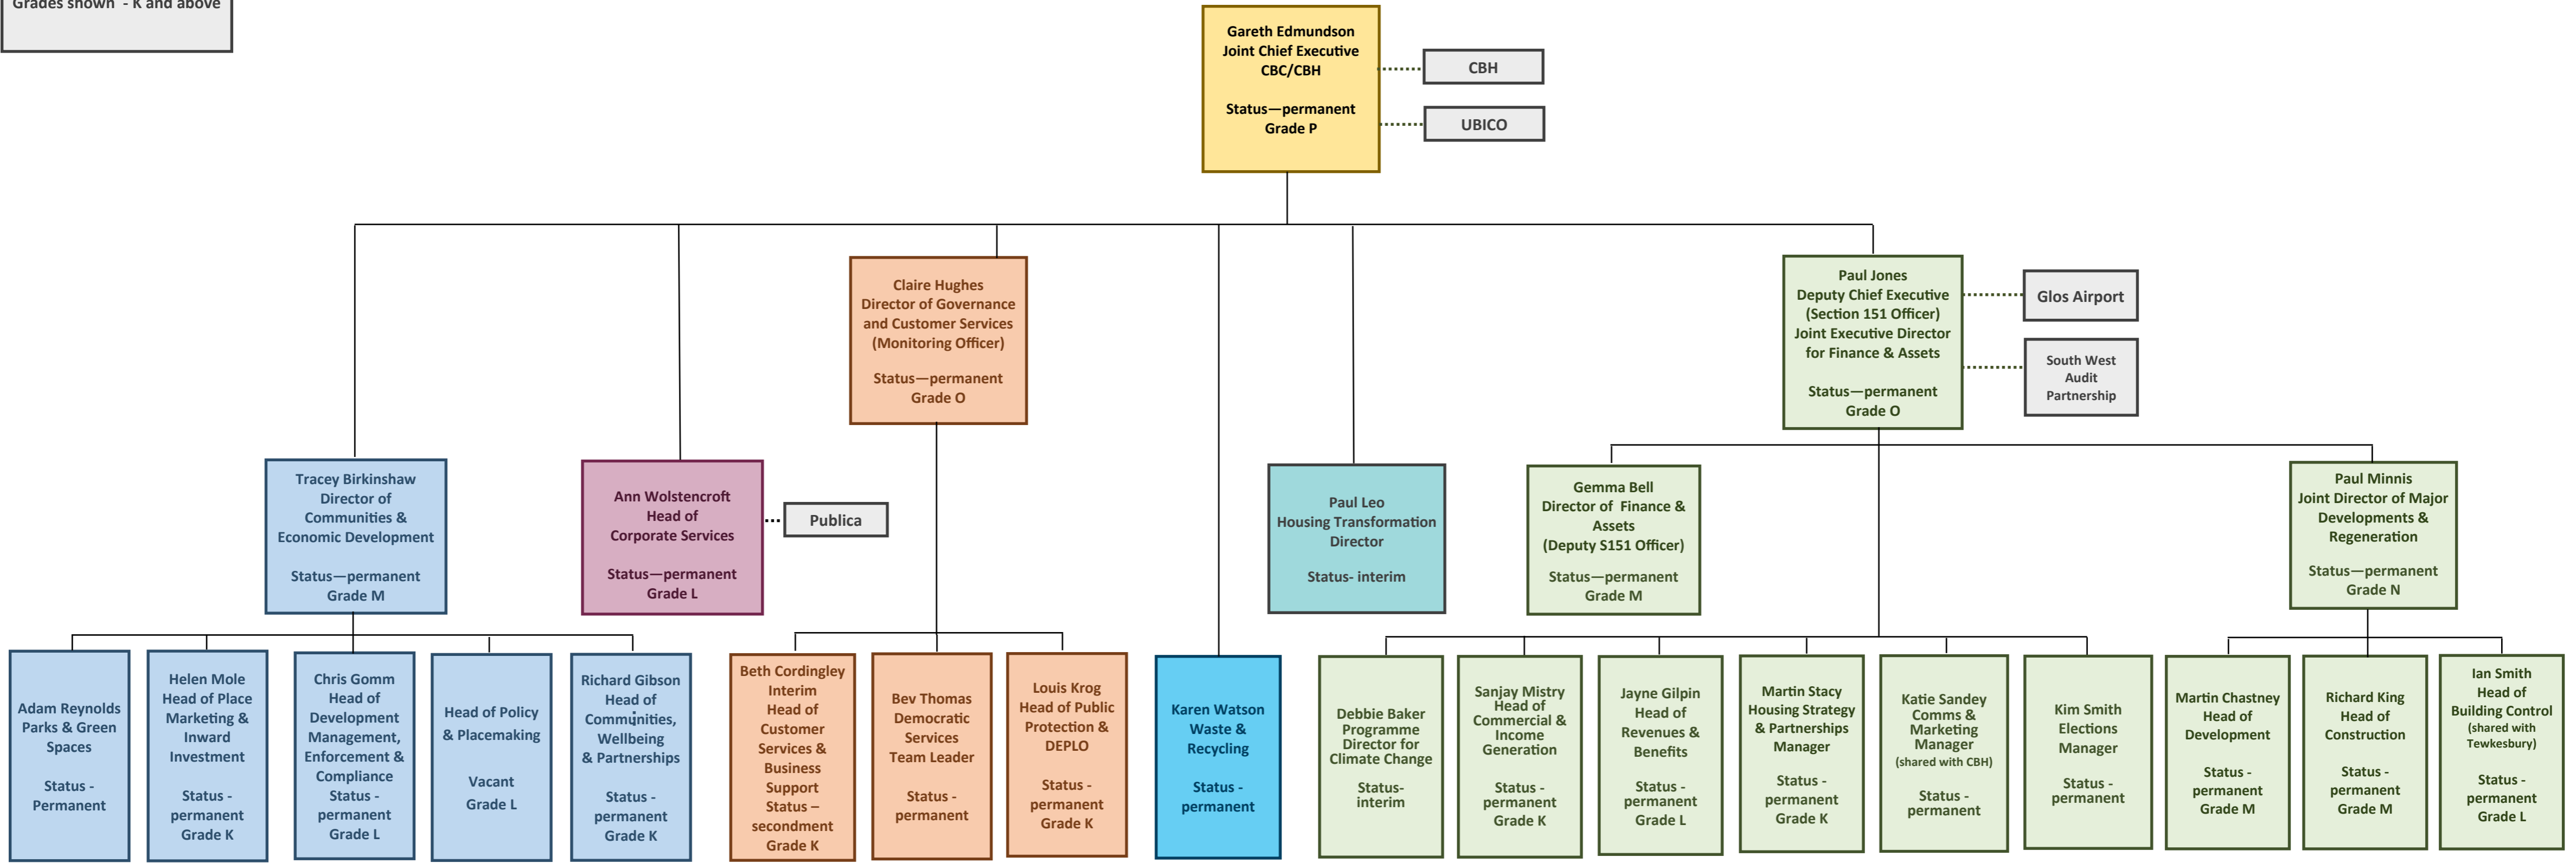 Grades shown - K and above
Gareth Edmundson
Joint Chief Executive
CBC/CBH
Status—permanent
Grade P
CBH
UBICO
Claire Hughes
Director of Governance
and Customer Services
(Monitoring Officer)
Status—permanent
Grade O
Paul Jones
Deputy Chief Executive
(Section 151 Officer)
Joint Executive Director
for Finance & Assets
Status—permanent
Grade O
Glos Airport
South West
Audit
Partnership
Tracey Birkinshaw
Director of
Communities &
Economic Development
Status—permanent
Grade M
Ann Wolstencroft
Head of
Corporate Services
Status—permanent
Grade L
Publica
Paul Leo
Housing Transformation
Director
Status- interim
Gemma Bell
Director of Finance &
Assets
(Deputy S151 Officer)
Status—permanent
Grade M
Paul Minnis
Joint Director of Major
Developments &
Regeneration
Status—permanent
Grade N
Adam Reynolds
Parks & Green
Spaces
Status -
Permanent
Helen Mole
Head of Place
Marketing &
Inward
Investment
Status -
permanent
Grade K
Chris Gomm
Head of
Development
Management,
Enforcement &
Compliance
Status -
permanent
Grade L
Head of Policy
& Placemaking
Vacant
Grade L
Richard Gibson
Head of
Communities,
Wellbeing
& Partnerships
Status -
permanent
Grade K
Beth Cordingley
Interim
Head of
Customer
Services &
Business
Support
Status –
secondment
Grade K
Bev Thomas
Democratic
Services
Team Leader
Status -
permanent
Louis Krog
Head of Public
Protection &
DEPLO
Status -
permanent
Grade K
Karen Watson
Waste &
Recycling
Status -
permanent
Debbie Baker
Programme
Director for
Climate Change
Status-
interim
Sanjay Mistry
Head of
Commercial &
Income
Generation
Status -
permanent
Grade K
Jayne Gilpin
Head of
Revenues &
Benefits
Status -
permanent
Grade L
Martin Stacy
Housing Strategy
& Partnerships
Manager
Status -
permanent
Grade K
Katie Sandey
Comms &
Marketing
Manager
(shared with CBH)
Status -
permanent
Kim Smith
Elections
Manager
Status -
permanent
Martin Chastney
Head of
Development
Status -
permanent
Grade M
Richard King
Head of
Construction
Status -
permanent
Grade M
Ian Smith
Head of
Building Control
(shared with
Tewkesbury)
Status -
permanent
Grade L